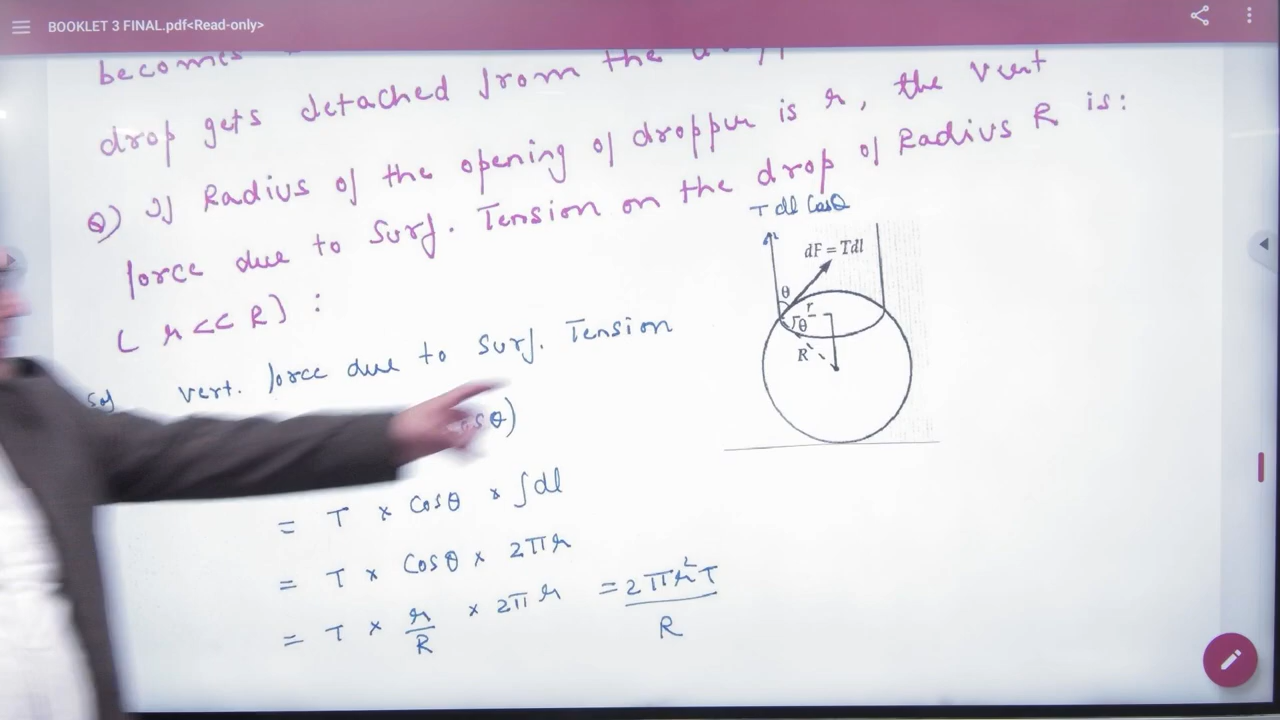 BOOKLET 3 FINAL.pdf<Read-only>
becomes
drop gets detached from the
Q) If Radius of the opening of dropper is r, the vert
force due to Surf. Tension on the drop of Radius R is:
( r << R) :
T dl Cosθ
dF = Tdl
θ
r
θ
R
Sol vert. force due to Surf. Tension
sθ)
= T × Cosθ × ∫dl
= T × Cosθ × 2πr
= T × r/R × 2πr = 2πr²T/R